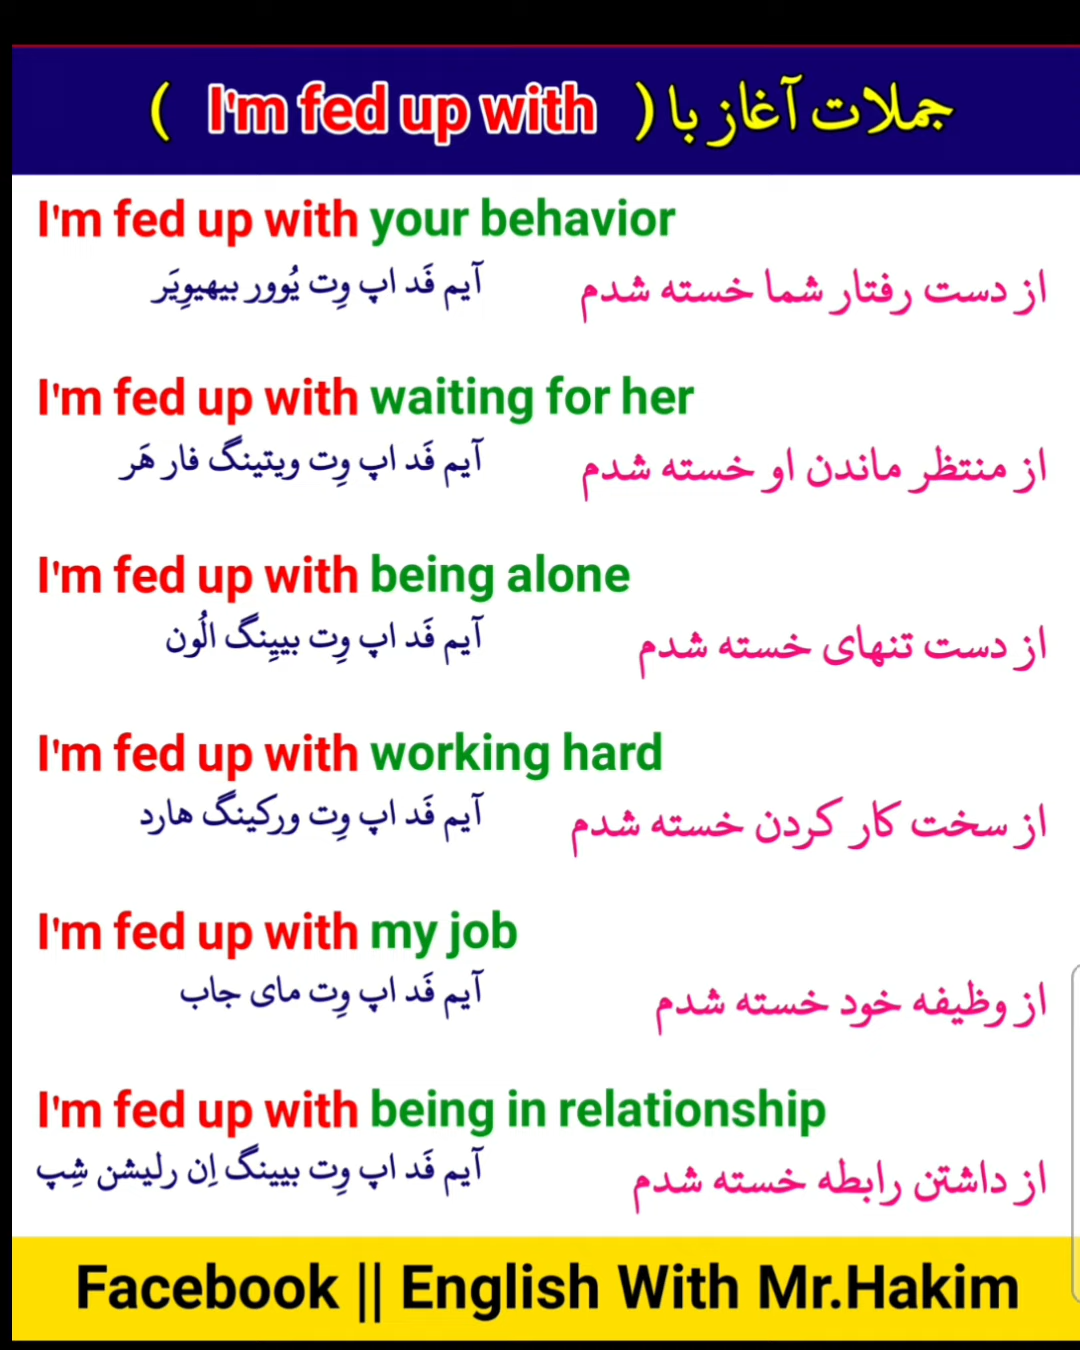 جملات آغاز با ( I'm fed up with )
I'm fed up with your behavior
از دست رفتار شما خسته شدم
آیم فَد اپ وِت یُوور بیهیوِیَر
I'm fed up with waiting for her
از منتظر ماندن او خسته شدم
آیم فَد اپ وِت ویتینگ فار هَر
I'm fed up with being alone
از دست تنهای خسته شدم
آیم فَد اپ وِت بییِنگ الُون
I'm fed up with working hard
از سخت کار کردن خسته شدم
آیم فَد اپ وِت ورکینگ هارد
I'm fed up with my job
از وظیفه خود خسته شدم
آیم فَد اپ وِت مای جاب
I'm fed up with being in relationship
از داشتن رابطه خسته شدم
آیم فَد اپ وِت بیینگ اِن رلیشن شِپ
Facebook || English With Mr.Hakim